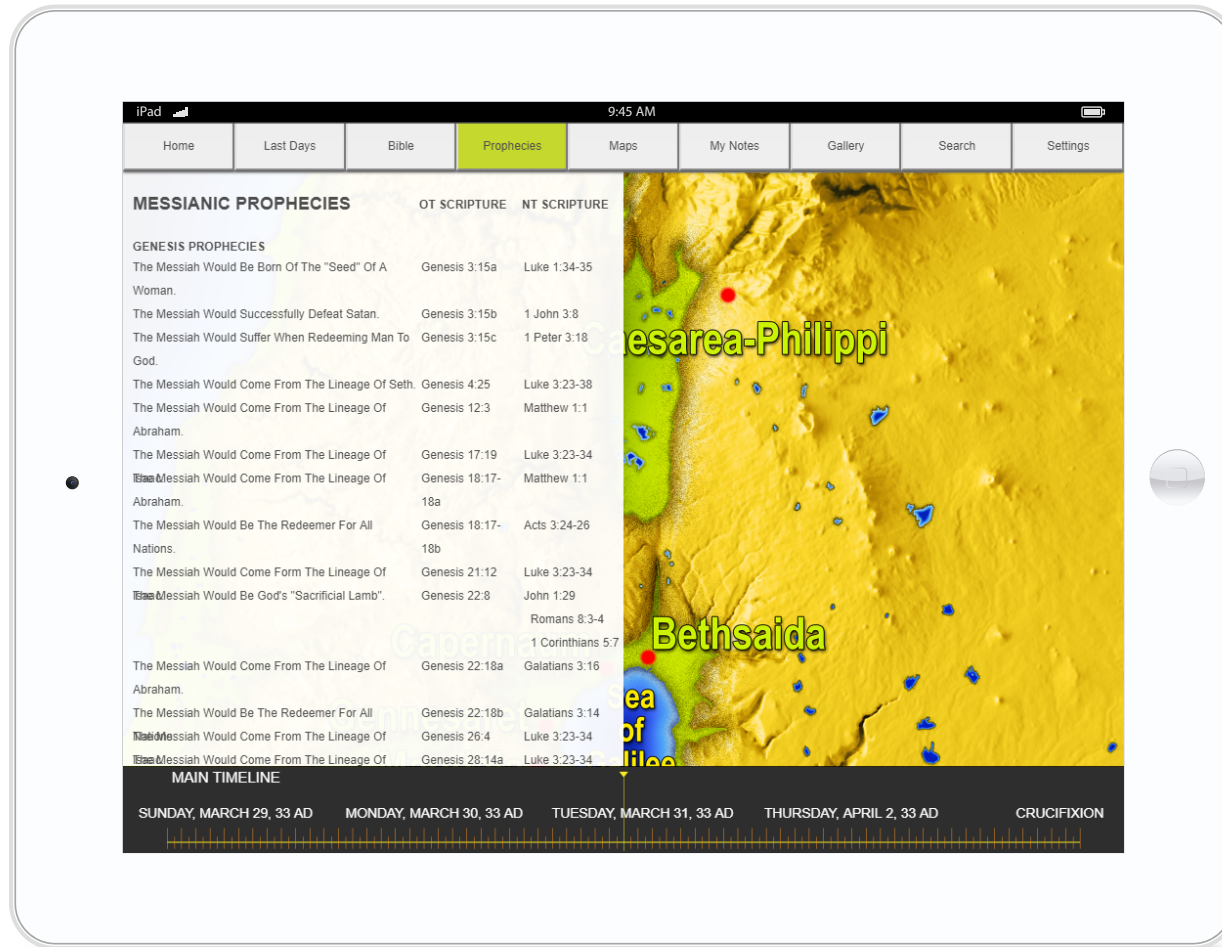 iPad 9:45 AM
Home Last Days Bible Prophecies Maps My Notes Gallery Search Settings
MESSIANIC PROPHECIES OT SCRIPTURE NT SCRIPTURE
GENESIS PROPHECIES
The Messiah Would Be Born Of The "Seed" Of A Genesis 3:15a Luke 1:34-35
Woman.
The Messiah Would Successfully Defeat Satan. Genesis 3:15b 1 John 3:8
The Messiah Would Suffer When Redeeming Man To Genesis 3:15c 1 Peter 3:18
God.
The Messiah Would Come From The Lineage Of Seth. Genesis 4:25 Luke 3:23-38
The Messiah Would Come From The Lineage Of Genesis 12:3 Matthew 1:1
Abraham.
The Messiah Would Come From The Lineage Of Genesis 17:19 Luke 3:23-34
Isaac.
The Messiah Would Come From The Lineage Of Genesis 18:17- Matthew 1:1
Abraham. 18a
The Messiah Would Be The Redeemer For All Genesis 18:17- Acts 3:24-26
Nations. 18b
The Messiah Would Come Form The Lineage Of Genesis 21:12 Luke 3:23-34
Isaac.
The Messiah Would Be God's "Sacrificial Lamb". Genesis 22:8 John 1:29
Romans 8:3-4
1 Corinthians 5:7
The Messiah Would Come From The Lineage Of Genesis 22:18a Galatians 3:16
Abraham.
The Messiah Would Be The Redeemer For All Genesis 22:18b Galatians 3:14
Nations.
The Messiah Would Come From The Lineage Of Genesis 26:4 Luke 3:23-34
Isaac.
The Messiah Would Come From The Lineage Of Genesis 28:14a Luke 3:23-34
Caesarea-Philippi
Capernaum
Bethsaida
Gennesaret
Sea
of
Galilee
MAIN TIMELINE
SUNDAY, MARCH 29, 33 AD MONDAY, MARCH 30, 33 AD TUESDAY, MARCH 31, 33 AD THURSDAY, APRIL 2, 33 AD CRUCIFIXION